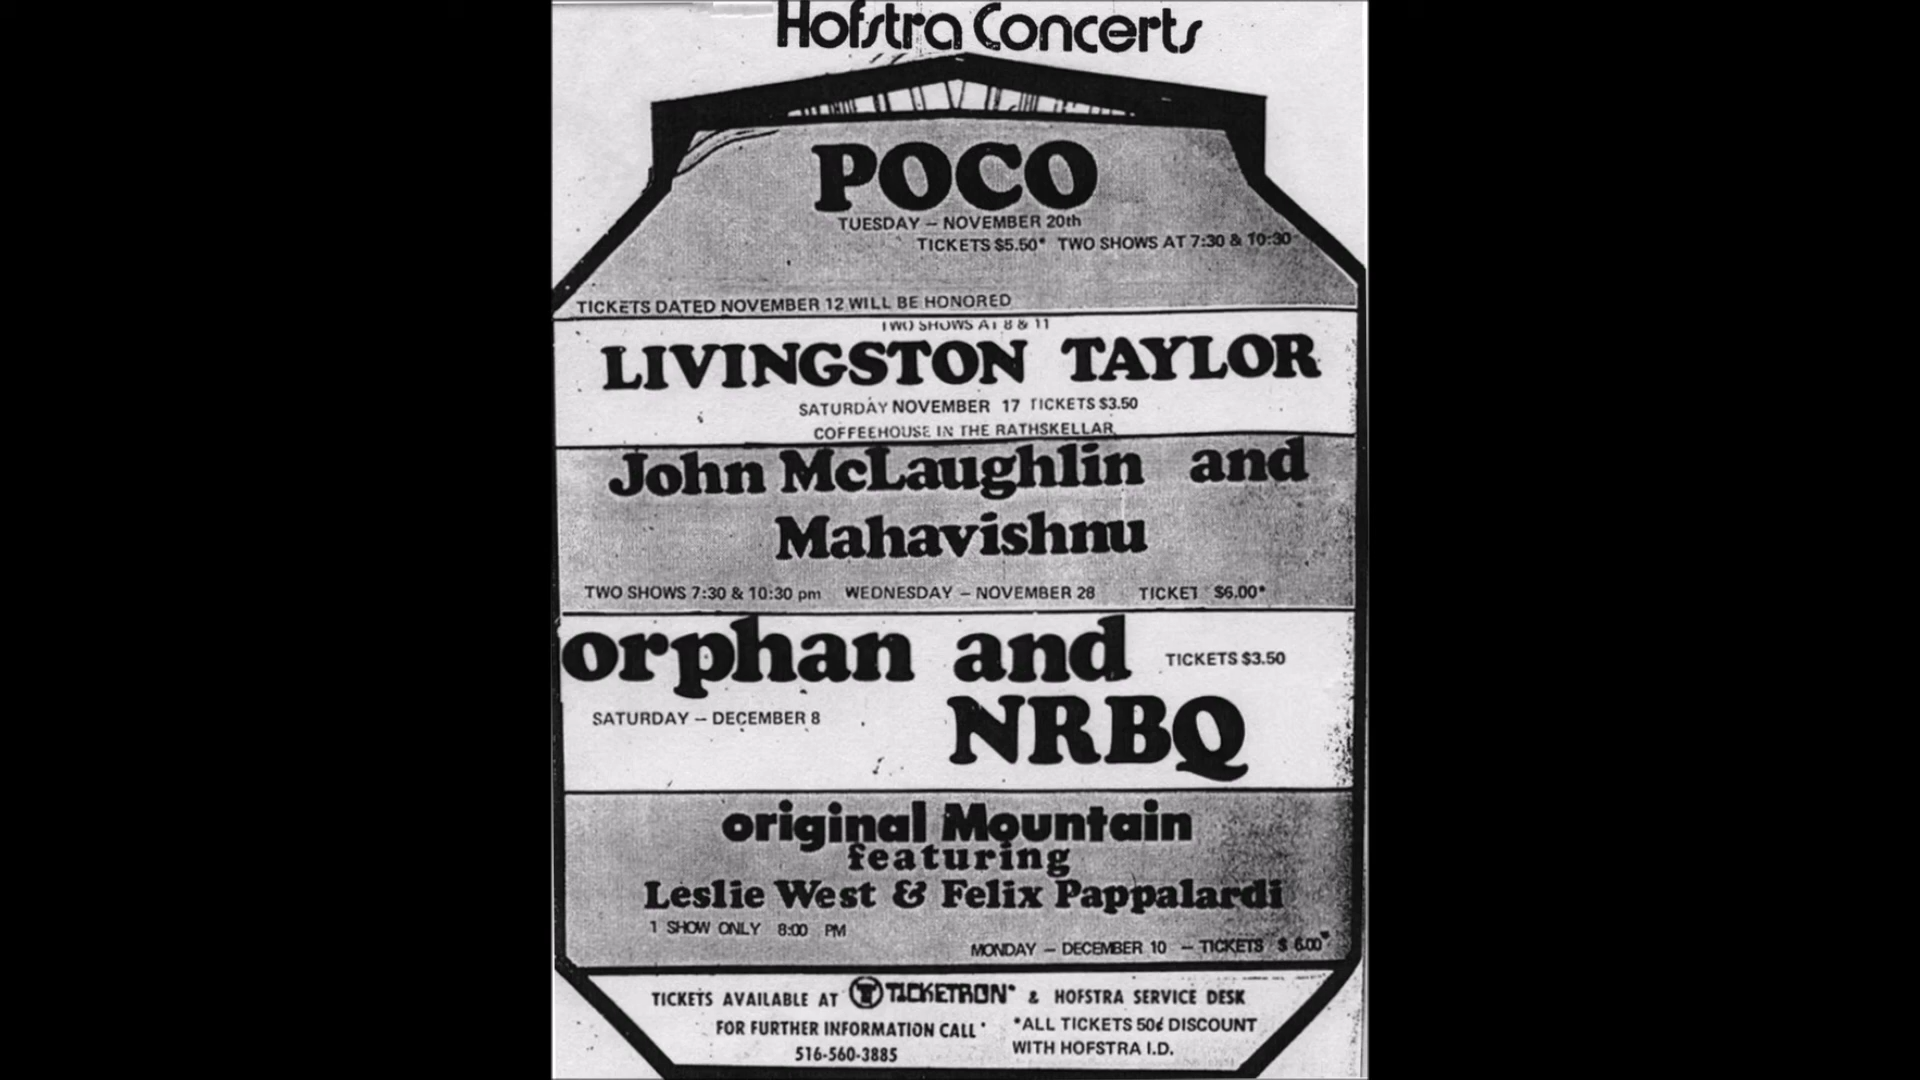 Hofstra Concerts
POCO
TUESDAY – NOVEMBER 20th
TICKETS $5.50* TWO SHOWS AT 7:30 & 10:30
TICKETS DATED NOVEMBER 12 WILL BE HONORED
TWO SHOWS AT 8 & 11
LIVINGSTON TAYLOR
SATURDAY NOVEMBER 17 TICKETS $3.50
COFFEEHOUSE IN THE RATHSKELLAR
John McLaughlin and
Mahavishnu
TWO SHOWS 7:30 & 10:30 pm WEDNESDAY – NOVEMBER 28 TICKET $6.00*
orphan and TICKETS $3.50
SATURDAY – DECEMBER 8 NRBQ
original Mountain
featuring
Leslie West & Felix Pappalardi
1 SHOW ONLY 8:00 PM
MONDAY – DECEMBER 10 – TICKETS $ 6.00*
TICKETS AVAILABLE AT TICKETRON* & HOFSTRA SERVICE DESK
FOR FURTHER INFORMATION CALL*
516-560-3885
*ALL TICKETS 50¢ DISCOUNT
WITH HOFSTRA I.D.